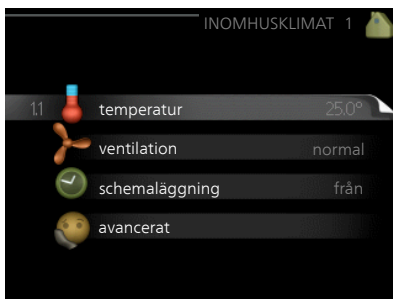 INOMHUSKLIMAT 1
1.1 temperatur 25.0°
ventilation normal
schemaläggning från
avancerat